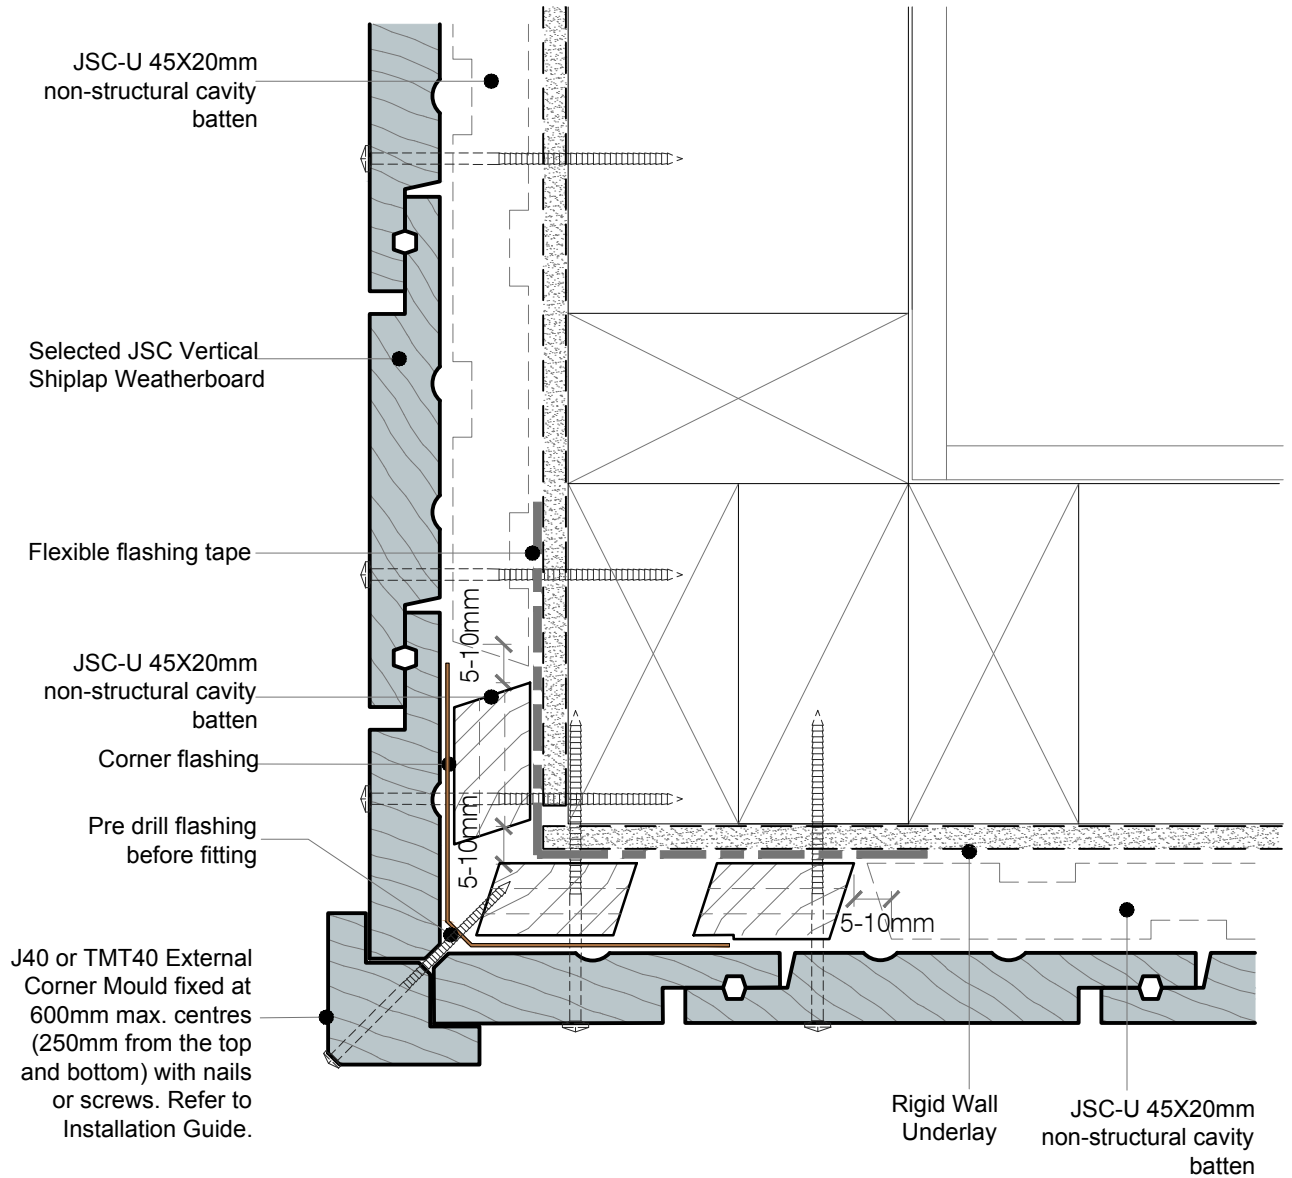 JSC-U 45X20mm
non-structural cavity
batten
Selected JSC Vertical
Shiplap Weatherboard
Flexible flashing tape
5-10mm
JSC-U 45X20mm
non-structural cavity
batten
Corner flashing
Pre drill flashing
before fitting
5-10mm
5-10mm
J40 or TMT40 External
Corner Mould fixed at
600mm max. centres
(250mm from the top
and bottom) with nails
or screws. Refer to
Installation Guide.
Rigid Wall
Underlay
JSC-U 45X20mm
non-structural cavity
batten